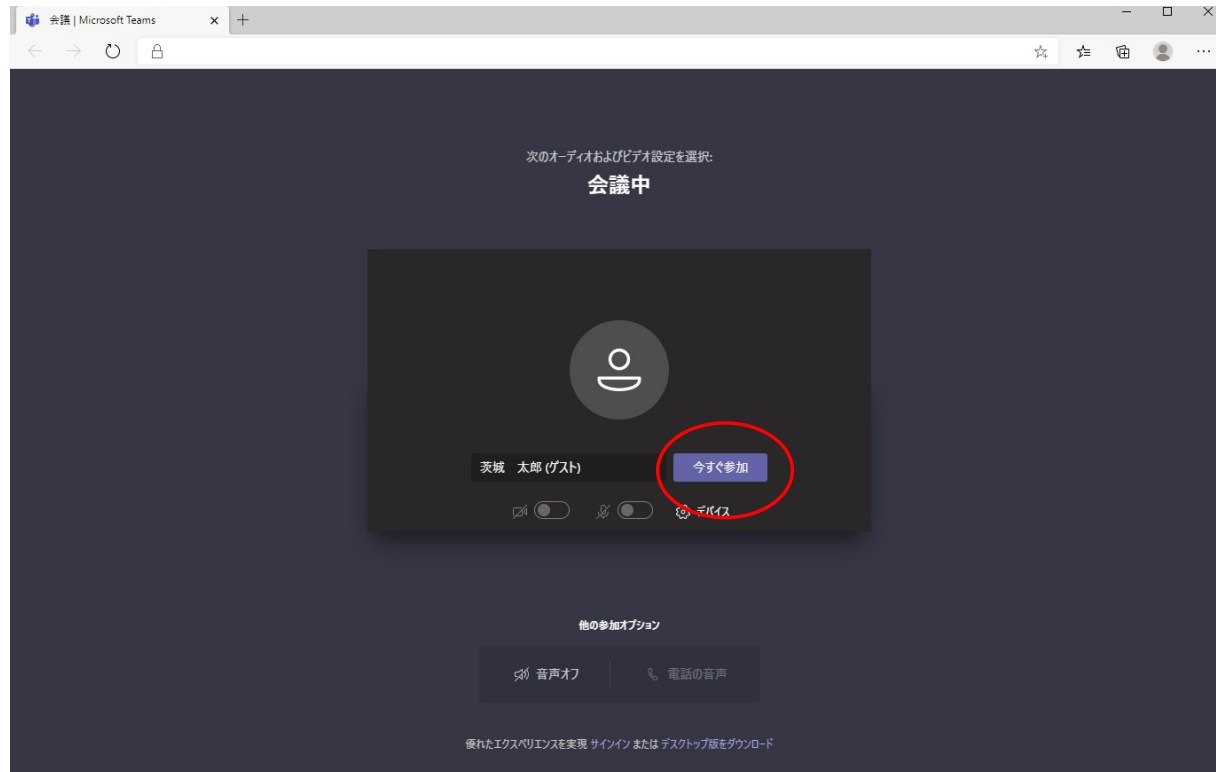 会議 | Microsoft Teams
次のオーディオおよびビデオ設定を選択:
会議中
茨城　太郎 (ゲスト)
今すぐ参加
デバイス
他の参加オプション
音声オフ
電話の音声
優れたエクスペリエンスを実現 サインイン または デスクトップ版をダウンロード